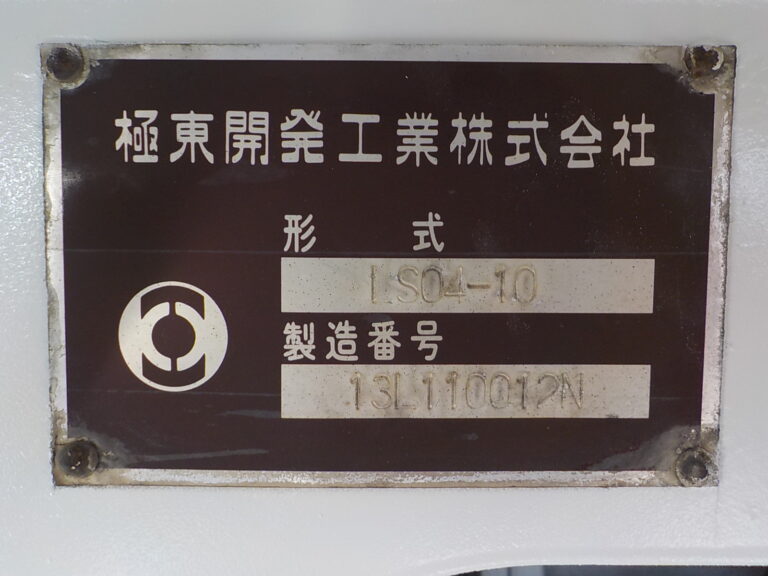 極東開発工業株式会社
形 式
LS04-10
製造番号
13L110012N